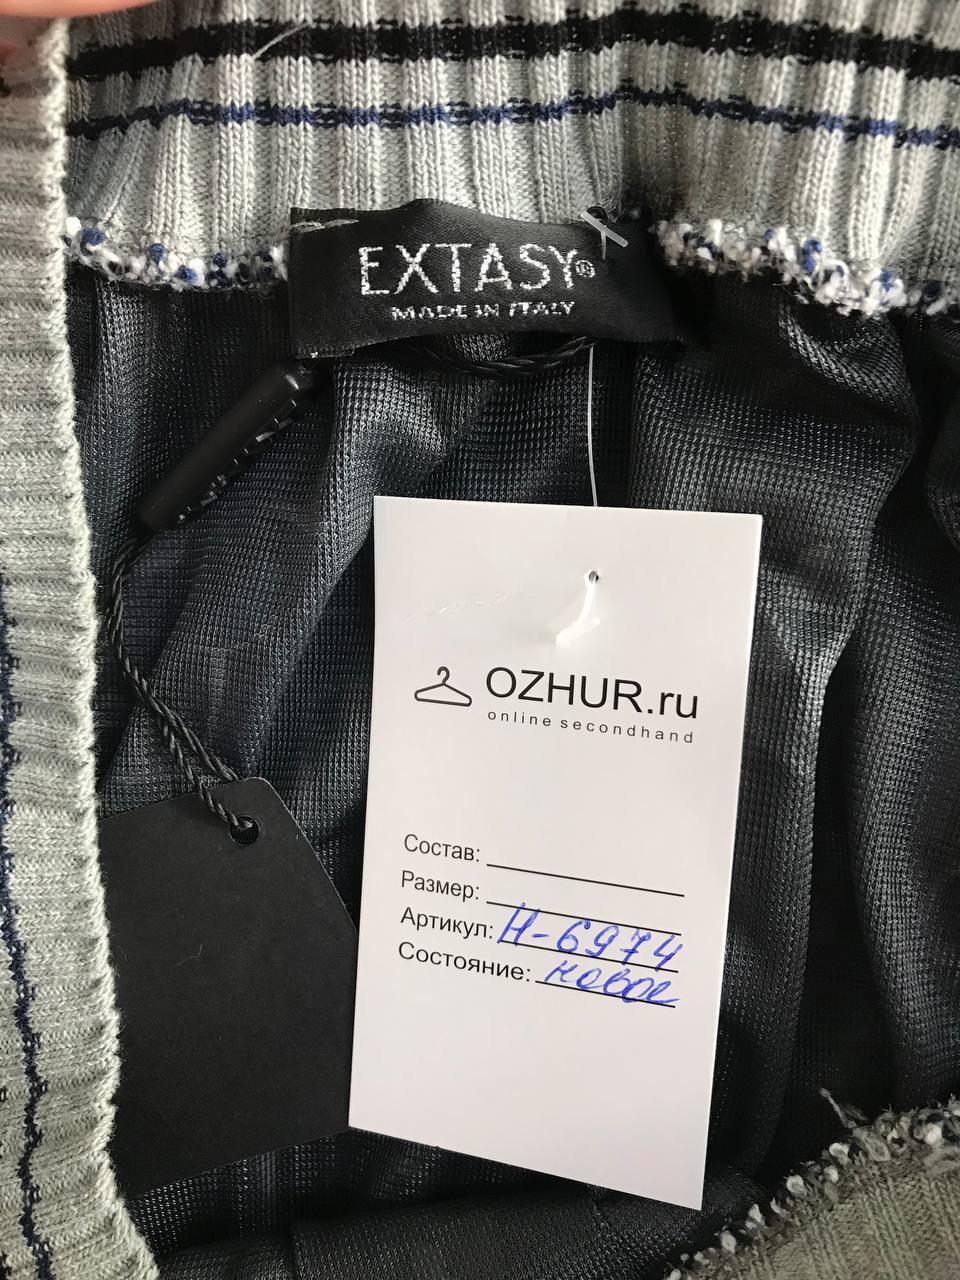 EXTASY®
MADE IN ITALY
OZHUR.ru
online secondhand
Состав:
Размер:
Артикул: Н-6974
Состояние: новое